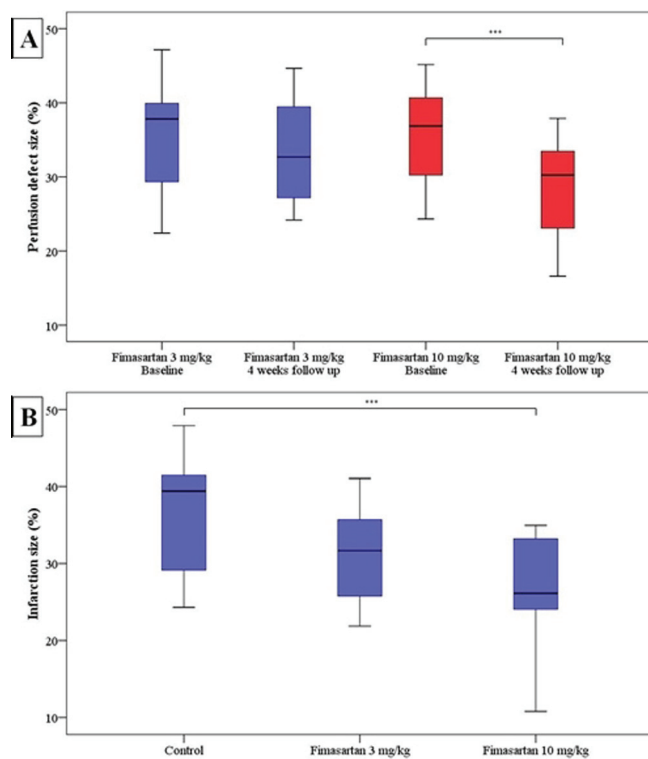 A
***
50
40
30
20
10
Perfusion defect size (%)
Fimasartan 3 mg/kg
Baseline
Fimasartan 3 mg/kg
4 weeks follow up
Fimasartan 10 mg/kg
Baseline
Fimasartan 10 mg/kg
4 weeks follow up
B
***
50
40
30
20
10
Infarction size (%)
Control
Fimasartan 3 mg/kg
Fimasartan 10 mg/kg